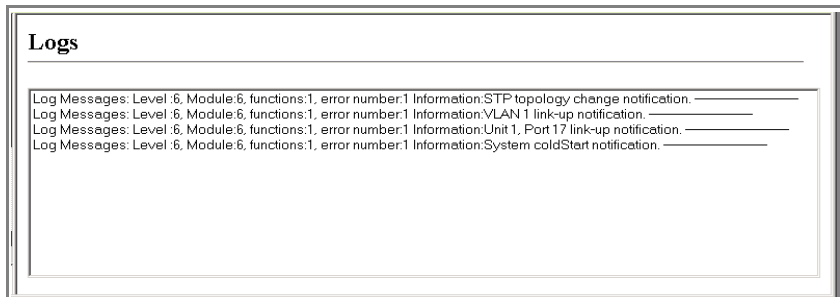 Logs
Log Messages: Level :6, Module:6, functions:1, error number:1 Information:STP topology change notification.
Log Messages: Level :6, Module:6, functions:1, error number:1 Information:VLAN 1 link-up notification.
Log Messages: Level :6, Module:6, functions:1, error number:1 Information:Unit 1, Port 17 link-up notification.
Log Messages: Level :6, Module:6, functions:1, error number:1 Information:System coldStart notification.